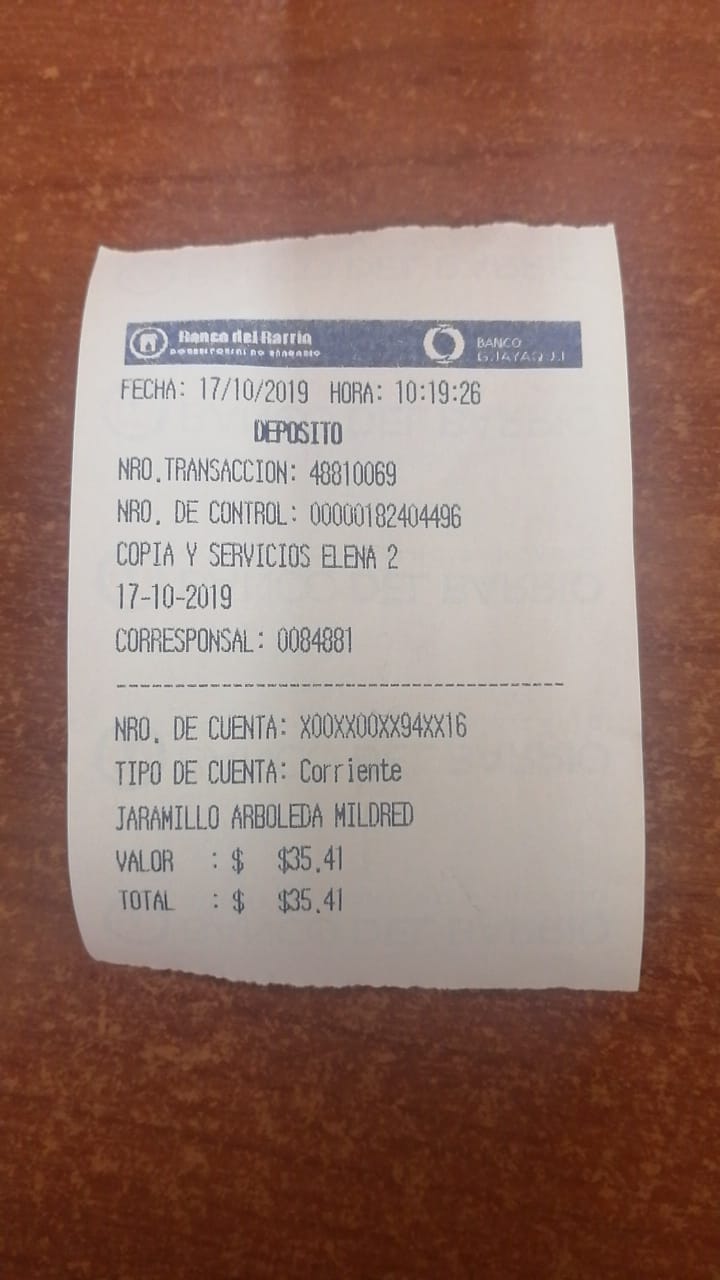 Banco del Barrio
BANCO
GUAYAQUIL
FECHA: 17/10/2019 HORA: 10:19:26
DEPOSITO
NRO.TRANSACCION: 48810069
NRO. DE CONTROL: 00000182404496
COPIA Y SERVICIOS ELENA 2
17-10-2019
CORRESPONSAL: 0084881
NRO. DE CUENTA: X00XX00XX94XX16
TIPO DE CUENTA: Corriente
JARAMILLO ARBOLEDA MILDRED
VALOR : $ $35.41
TOTAL : $ $35.41